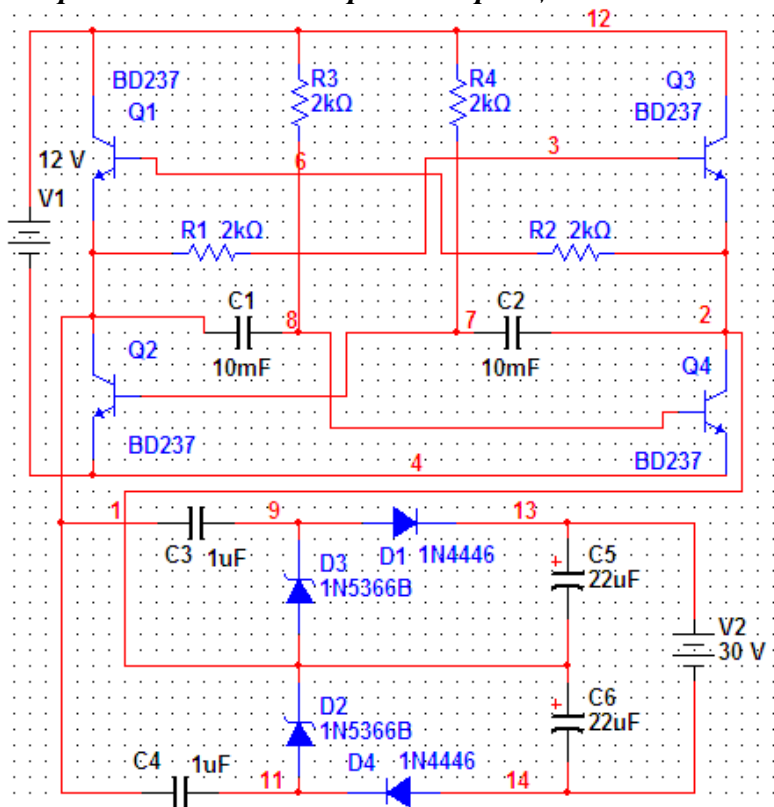 12
BD237
Q1
R3
2kΩ
R4
2kΩ
Q3
BD237
12 V
V1
6
3
R1 2kΩ
R2 2kΩ
C1
8
10mF
7
C2
10mF
2
Q2
BD237
Q4
BD237
4
1
C3 1uF
9
D1 1N4446
13
D3
1N5366B
+
C5
22uF
V2
30 V
D2
1N5366B
+
C6
22uF
C4 1uF
11
D4 1N4446
14